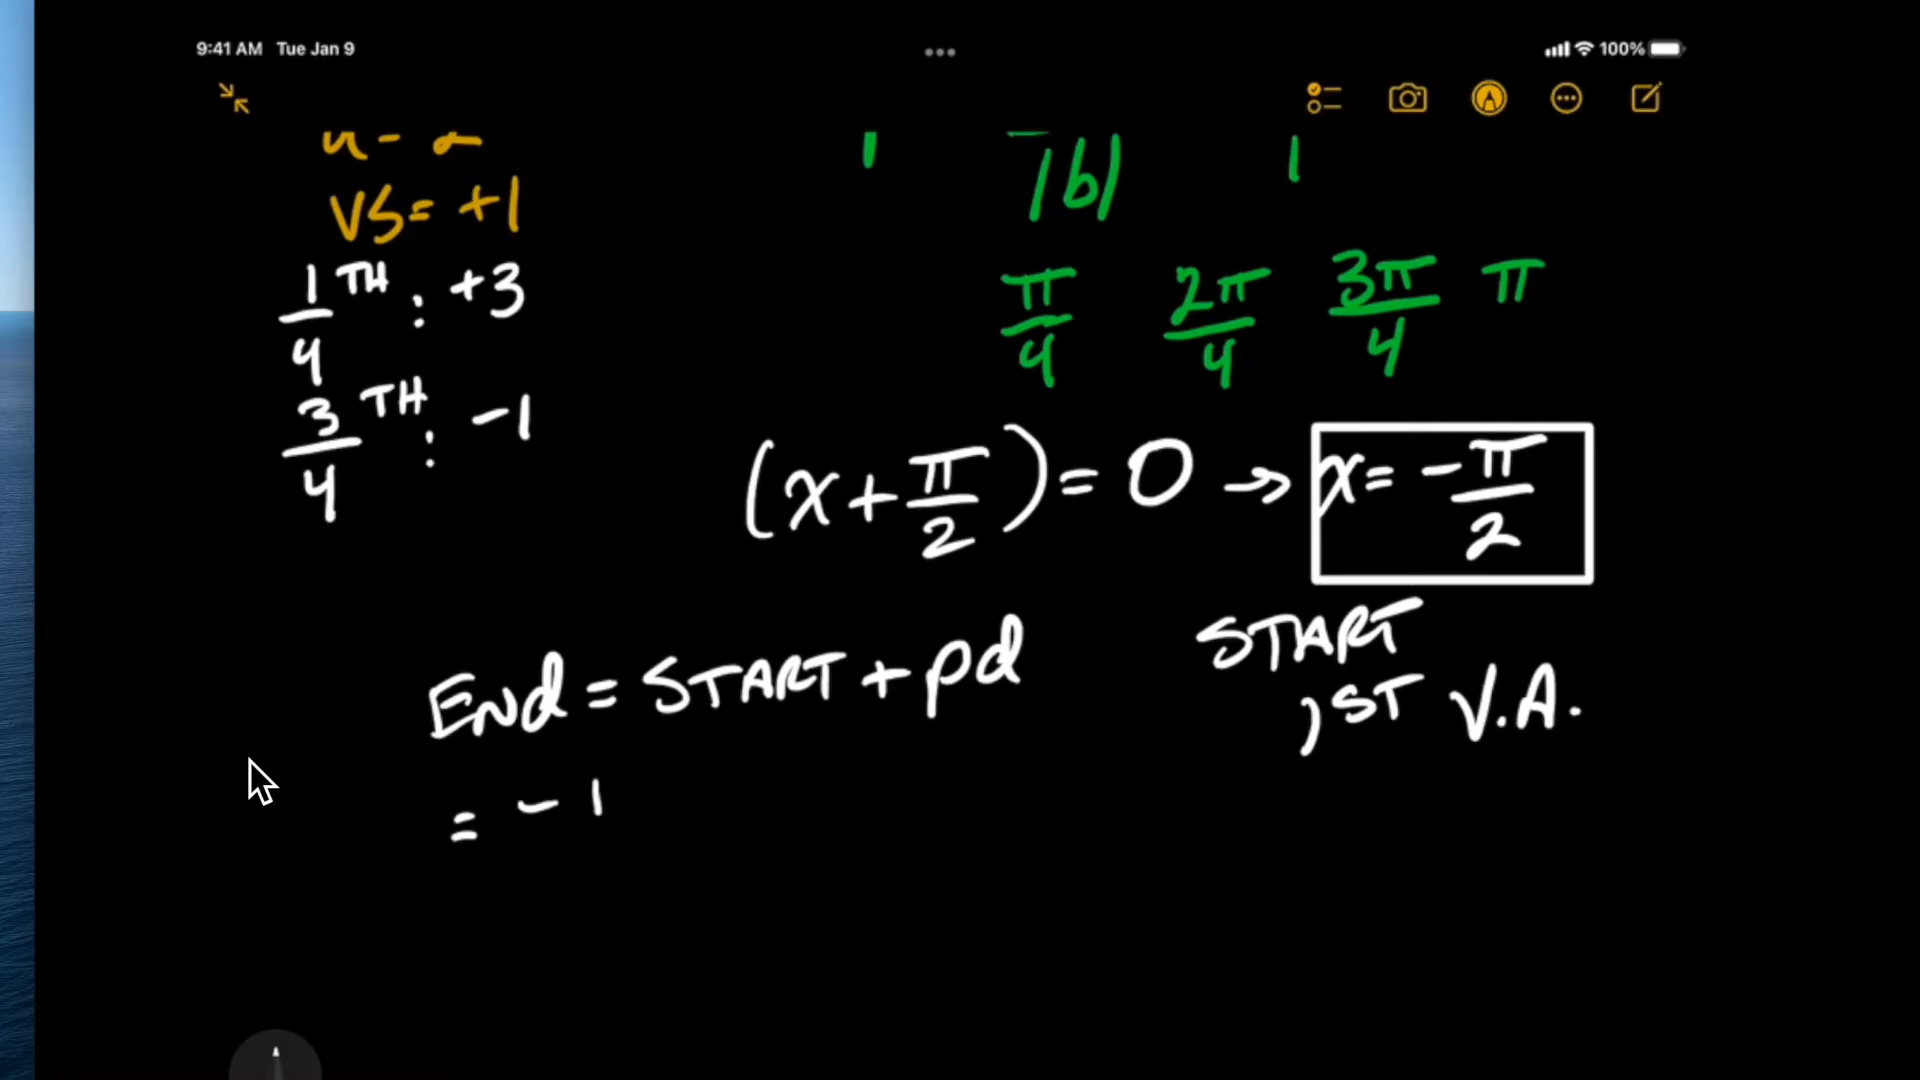 9:41 AM Tue Jan 9
100%
VS= +1
1/4 TH : +3
3/4 TH : -1
|b|
π/4 2π/4 3π/4 π
(x+π/2)=0 → x= -π/2
START
1ST V.A.
End = START + pd
= - 1